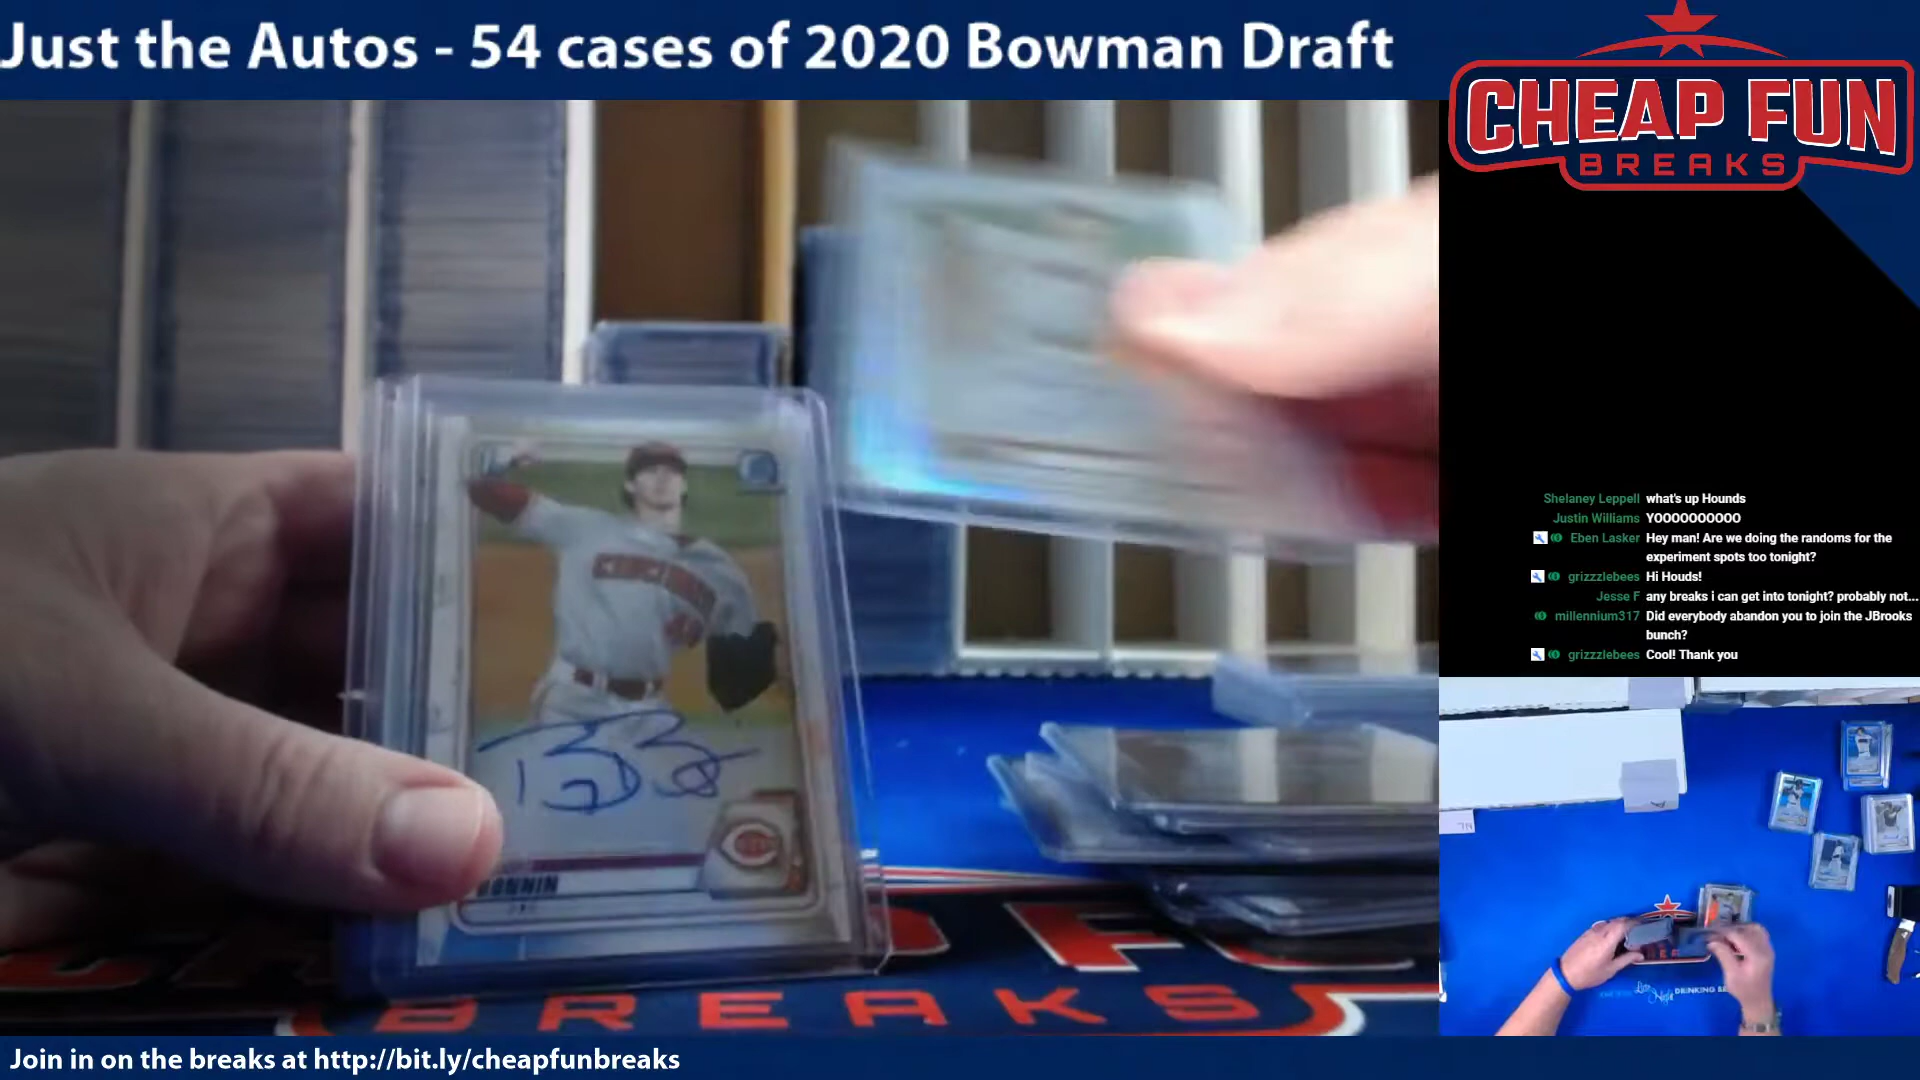 Just the Autos - 54 cases of 2020 Bowman Draft
CHEAP FUN
BREAKS
CINCINNATI
BONNIN
Shelaney Leppell what's up Hounds
Justin Williams YOOOOOOOOOO
Eben Lasker Hey man! Are we doing the randoms for the
experiment spots too tonight?
grizzzlebees Hi Houds!
Jesse F any breaks i can get into tonight? probably not...
millennium317 Did everybody abandon you to join the JBrooks
bunch?
grizzzlebees Cool! Thank you
BREAKS
DRINKING
Join in on the breaks at http://bit.ly/cheapfunbreaks